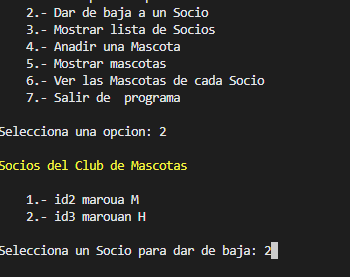 2.- Dar de baja a un Socio
3.- Mostrar lista de Socios
4.- Anadir una Mascota
5.- Mostrar mascotas
6.- Ver las Mascotas de cada Socio
7.- Salir de  programa
Selecciona una opcion: 2
Socios del Club de Mascotas
1.- id2 maroua M
2.- id3 marouan H
Selecciona un Socio para dar de baja: 2